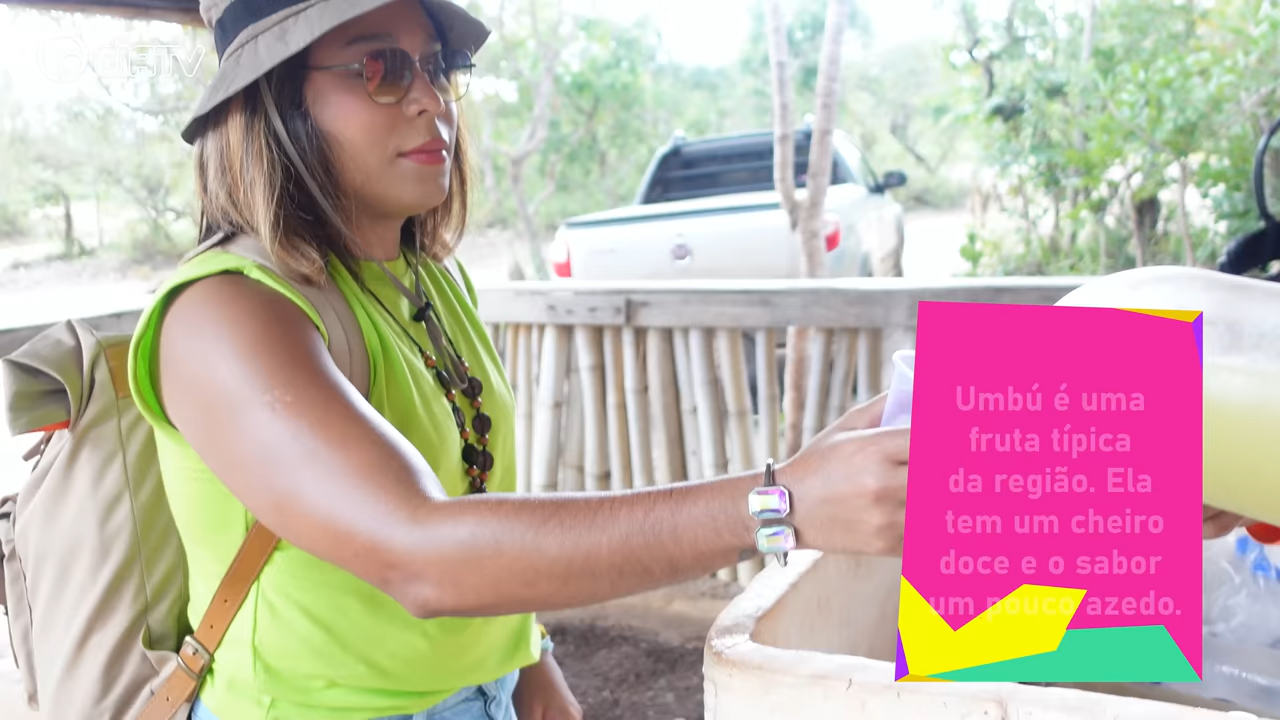 Umbú é uma
fruta típica
da região. Ela
tem um cheiro
doce e o sabor
um pouco azedo.